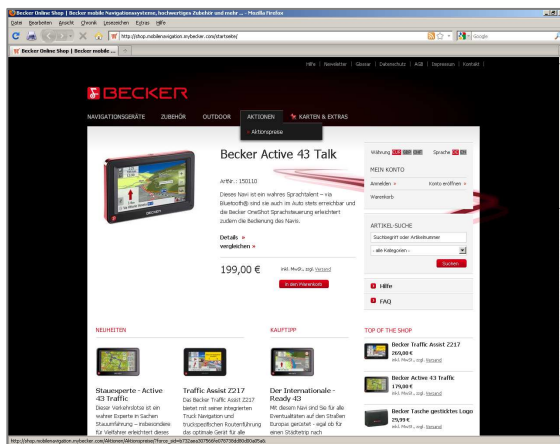 Becker Online Shop | Becker mobile Navigationssysteme, hochwertiges Zubehör und mehr ... - Mozilla Firefox
Datei Bearbeiten Ansicht Chronik Lesezeichen Extras Hilfe
http://shop.mobilenavigation.mybecker.com/startseite/
Google
Becker Online Shop | Becker mobile ...
Hilfe | Newsletter | Glossar | Datenschutz | AGB | Impressum | Kontakt |
BECKER
NAVIGATIONSGERÄTE ZUBEHÖR OUTDOOR AKTIONEN KARTEN & EXTRAS
Aktionspreise
Becker Active 43 Talk
ArtNr.: 150110
Dieses Navi ist ein wahres Sprachtalent – via
Bluetooth® sind sie auch im Auto stets erreichbar und
die Becker OneShot Sprachsteuerung erleichtert
zudem die Bedienung des Navis.
Details »
vergleichen »
199,00 € inkl. MwSt., zzgl. Versand
In den Warenkorb
Währung EUR Sprache DE
MEIN KONTO
Anmelden » Konto eröffnen »
Warenkorb
ARTIKEL-SUCHE
Suchbegriff oder Artikelnummer
- alle Kategorien -
Suchen
Hilfe
FAQ
NEUHEITEN
Stauexperte - Active
43 Traffic
Dieser Verkehrslotse ist ein
wahrer Experte in Sachen
Stauumfahrung – insbesondere
für Vielfahrer erleichtert dieses
Traffic Assist Z217
Das Becker Traffic Assist Z217
bietet mit seiner integrierten
Truck Navigation und
truckspezifischen Routenführung
das optimale Gerät für alle
KAUFTIPP
Der Internationale -
Ready 43
Mit diesem Navi sind Sie für alle
Eventualitäten auf den Straßen
Europas gerüstet - egal ob für
einen Städtetrip nach
TOP OF THE SHOP
Becker Traffic Assist Z217
269,00 €
inkl. MwSt., zzgl. Versand
Becker Active 43 Traffic
179,00 €
inkl. MwSt., zzgl. Versand
Becker Tasche gesticktes Logo
29,99 €
inkl. MwSt., zzgl. Versand